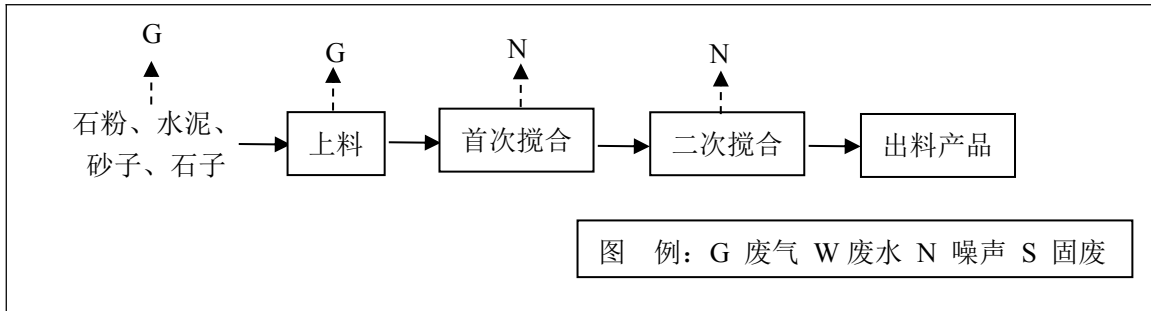 G
G
N
N
石粉、水泥、
砂子、石子
上料
首次搅合
二次搅合
出料产品
图 例：G 废气 W 废水 N 噪声 S 固废